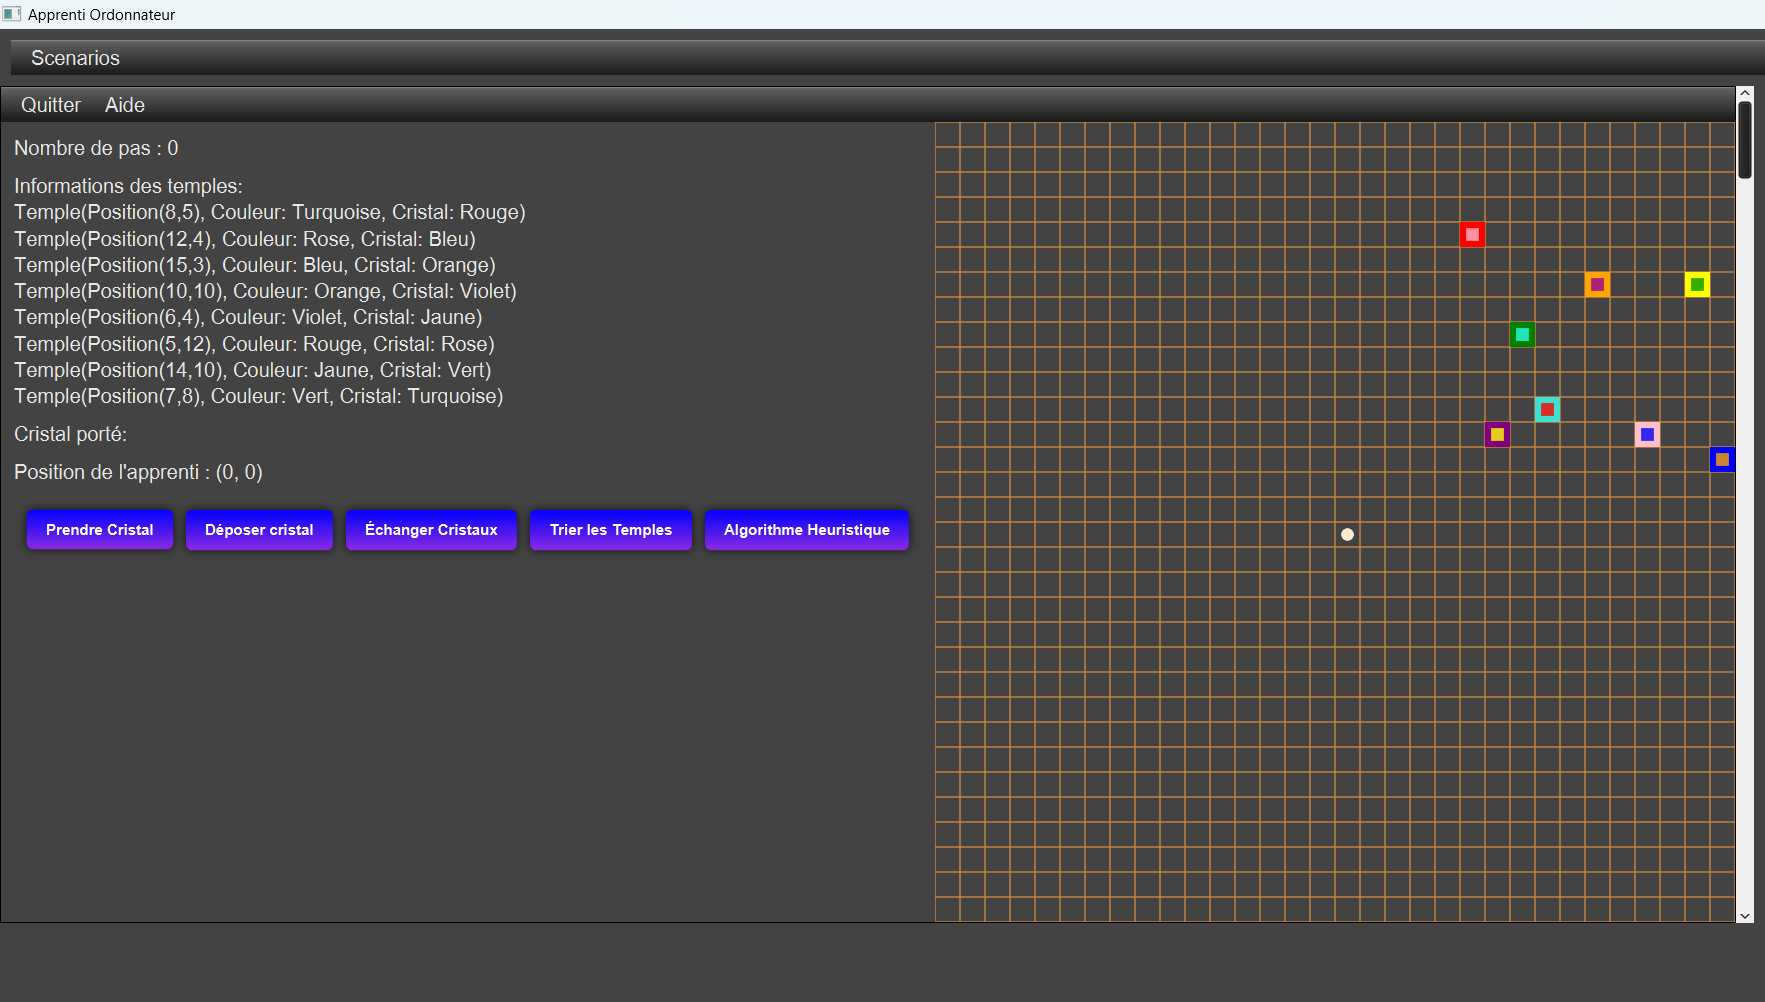 Apprenti Ordonnateur
Scenarios
Quitter Aide
Nombre de pas : 0
Informations des temples:
Temple(Position(8,5), Couleur: Turquoise, Cristal: Rouge)
Temple(Position(12,4), Couleur: Rose, Cristal: Bleu)
Temple(Position(15,3), Couleur: Bleu, Cristal: Orange)
Temple(Position(10,10), Couleur: Orange, Cristal: Violet)
Temple(Position(6,4), Couleur: Violet, Cristal: Jaune)
Temple(Position(5,12), Couleur: Rouge, Cristal: Rose)
Temple(Position(14,10), Couleur: Jaune, Cristal: Vert)
Temple(Position(7,8), Couleur: Vert, Cristal: Turquoise)
Cristal porté:
Position de l'apprenti : (0, 0)
Prendre Cristal Déposer cristal Échanger Cristaux Trier les Temples Algorithme Heuristique